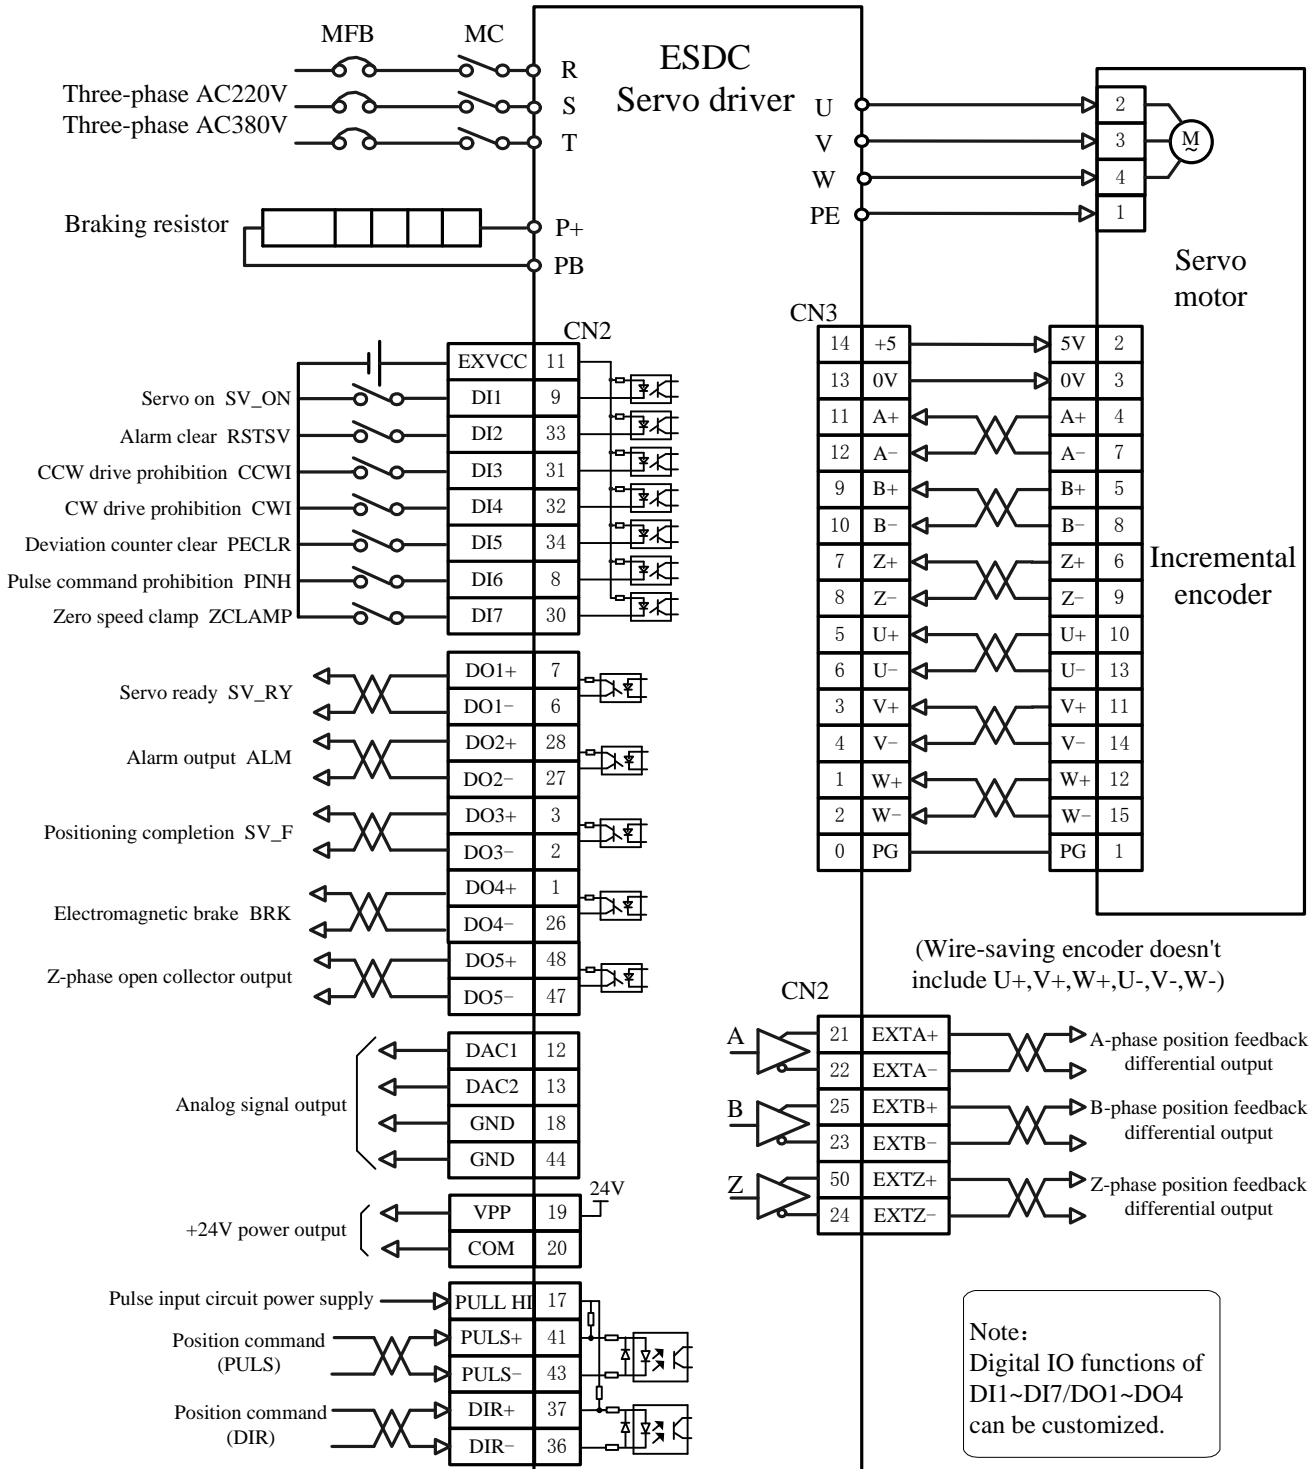 MFB MC
ESDC
Servo driver
R
Three-phase AC220V S
Three-phase AC380V T
U 2
V 3 M ~
W 4
PE 1
Braking resistor P+
PB
Servo
motor
CN2
EXVCC 11
Servo on SV_ON DI1 9
Alarm clear RSTSV DI2 33
CCW drive prohibition CCWI DI3 31
CW drive prohibition CWI DI4 32
Deviation counter clear PECLR DI5 34
Pulse command prohibition PINH DI6 8
Zero speed clamp ZCLAMP DI7 30
Servo ready SV_RY
DO1+ 7
DO1- 6
Alarm output ALM
DO2+ 28
DO2- 27
Positioning completion SV_F
DO3+ 3
DO3- 2
Electromagnetic brake BRK
DO4+ 1
DO4- 26
Z-phase open collector output
DO5+ 48
DO5- 47
Analog signal output
DAC1 12
DAC2 13
GND 18
GND 44
+24V power output
VPP 19 24V
COM 20
Pulse input circuit power supply PULL HI 17
Position command
(PULS)
PULS+ 41
PULS- 43
Position command
(DIR)
DIR+ 37
DIR- 36
CN3
14 +5 5V 2
13 0V 0V 3
11 A+ A+ 4
12 A- A- 7
9 B+ B+ 5
10 B- B- 8
7 Z+ Z+ 6
8 Z- Z- 9
5 U+ U+ 10
6 U- U- 13
3 V+ V+ 11
4 V- V- 14
1 W+ W+ 12
2 W- W- 15
0 PG PG 1
Incremental
encoder
(Wire-saving encoder doesn't
include U+,V+,W+,U-,V-,W-)
CN2
A
21 EXTA+
22 EXTA-
A-phase position feedback
differential output
B
25 EXTB+
23 EXTB-
B-phase position feedback
differential output
Z
50 EXTZ+
24 EXTZ-
Z-phase position feedback
differential output
Note：
Digital IO functions of
DI1~DI7/DO1~DO4
can be customized.